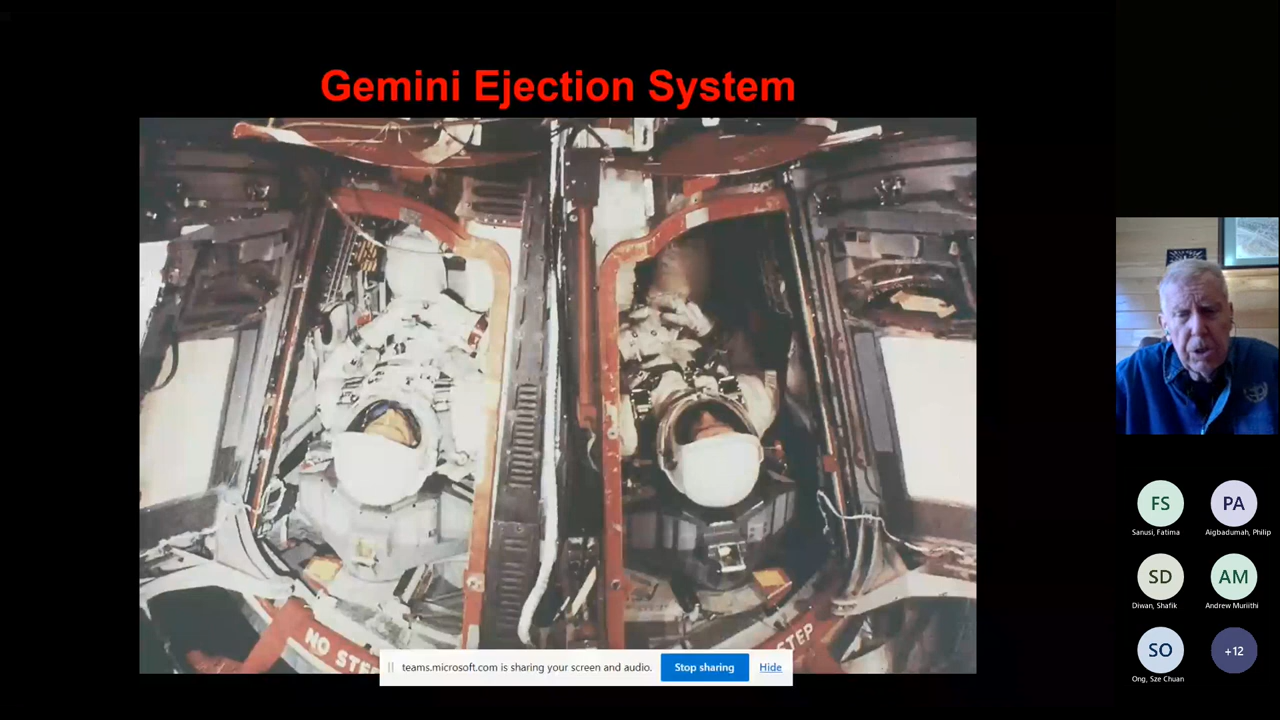 Gemini Ejection System
NO STEP
STEP
teams.microsoft.com is sharing your screen and audio.
Stop sharing
Hide
FS
Sanusi, Fatima
PA
Aigbadumah, Philip
SD
Diwan, Shafik
AM
Andrew Muriithi
SO
Ong, Sze Chuan
+12